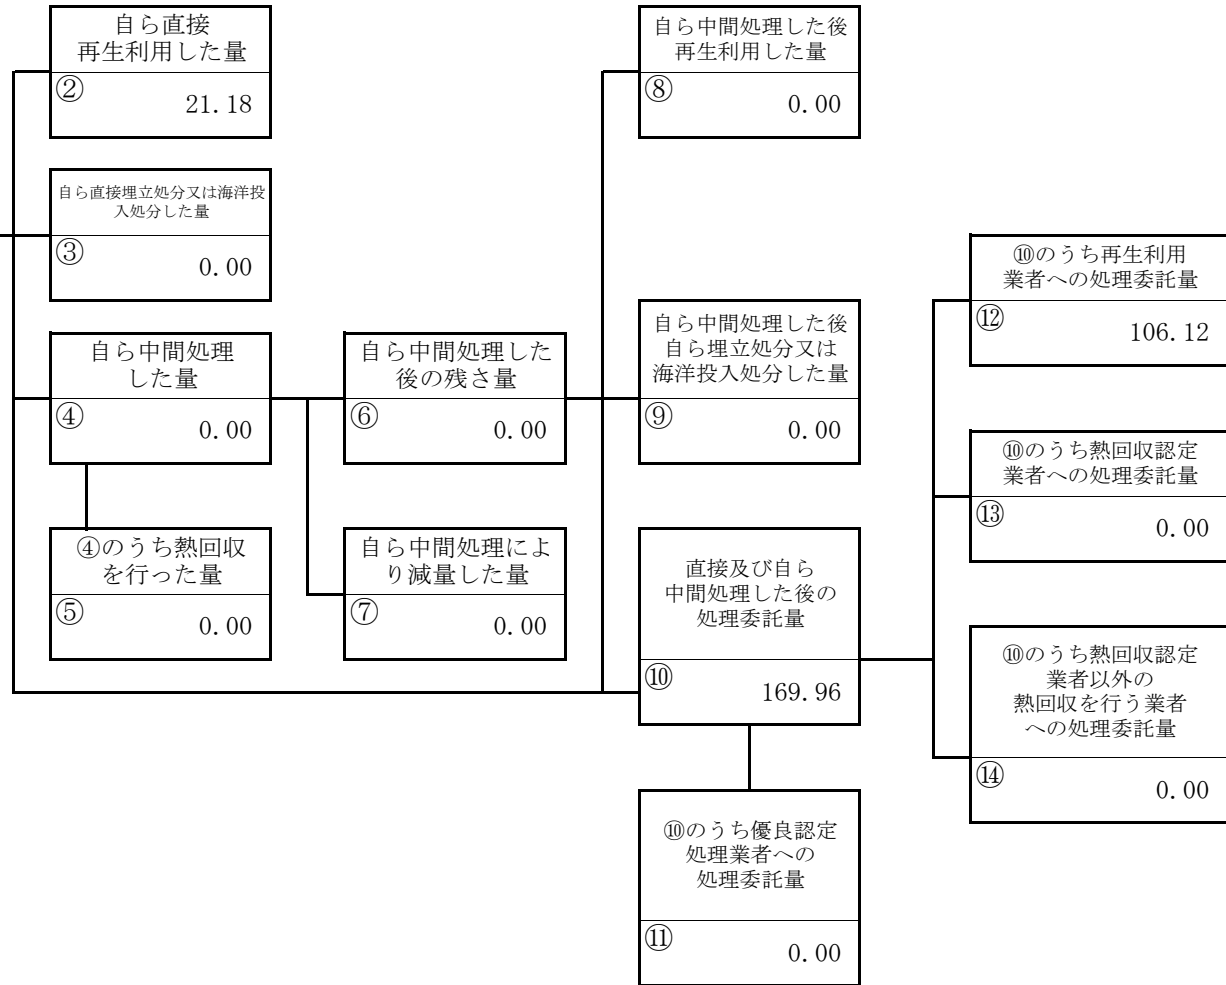 自ら直接
再生利用した量
②
21.18
自ら直接埋立処分又は海洋投
入処分した量
③
0.00
自ら中間処理
した量
④
0.00
④のうち熱回収
を行った量
⑤
0.00
自ら中間処理した
後の残さ量
⑥
0.00
自ら中間処理によ
り減量した量
⑦
0.00
自ら中間処理した後
再生利用した量
⑧
0.00
自ら中間処理した後
自ら埋立処分又は
海洋投入処分した量
⑨
0.00
直接及び自ら
中間処理した後の
処理委託量
⑩
169.96
⑩のうち優良認定
処理業者への
処理委託量
⑪
0.00
⑩のうち再生利用
業者への処理委託量
⑫
106.12
⑩のうち熱回収認定
業者への処理委託量
⑬
0.00
⑩のうち熱回収認定
業者以外の
熱回収を行う業者
への処理委託量
⑭
0.00